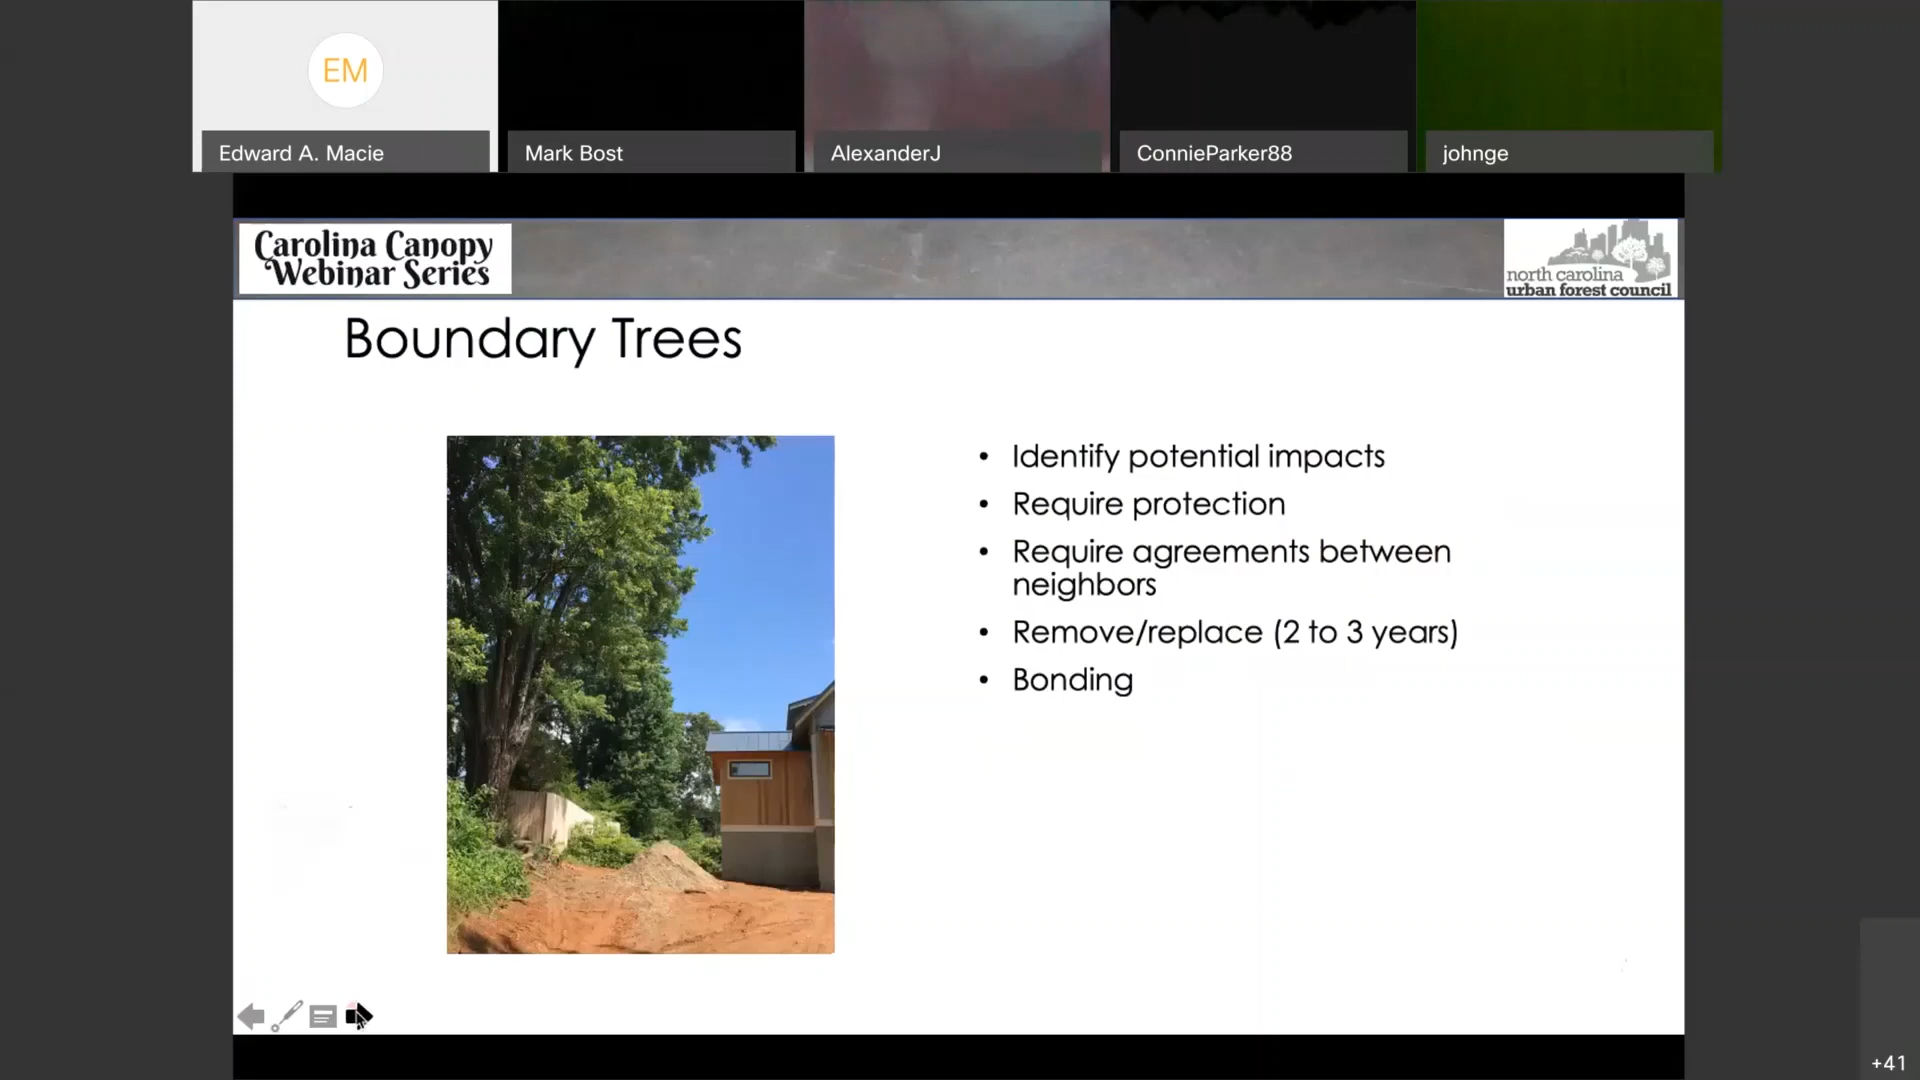 EM
Edward A. Macie
Mark Bost
AlexanderJ
ConnieParker88
johnge
Carolina Canopy
Webinar Series
north carolina
urban forest council
Boundary Trees
• Identify potential impacts
• Require protection
• Require agreements between
neighbors
• Remove/replace (2 to 3 years)
• Bonding
+41